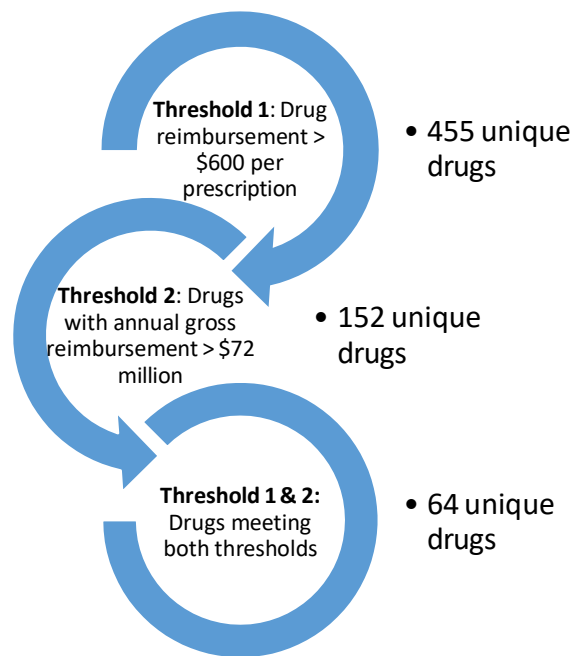 Threshold 1: Drug
reimbursement >
$600 per
prescription
• 455 unique
drugs
Threshold 2: Drugs
with annual gross
reimbursement > $72
million
• 152 unique
drugs
Threshold 1 & 2:
Drugs meeting
both thresholds
• 64 unique
drugs